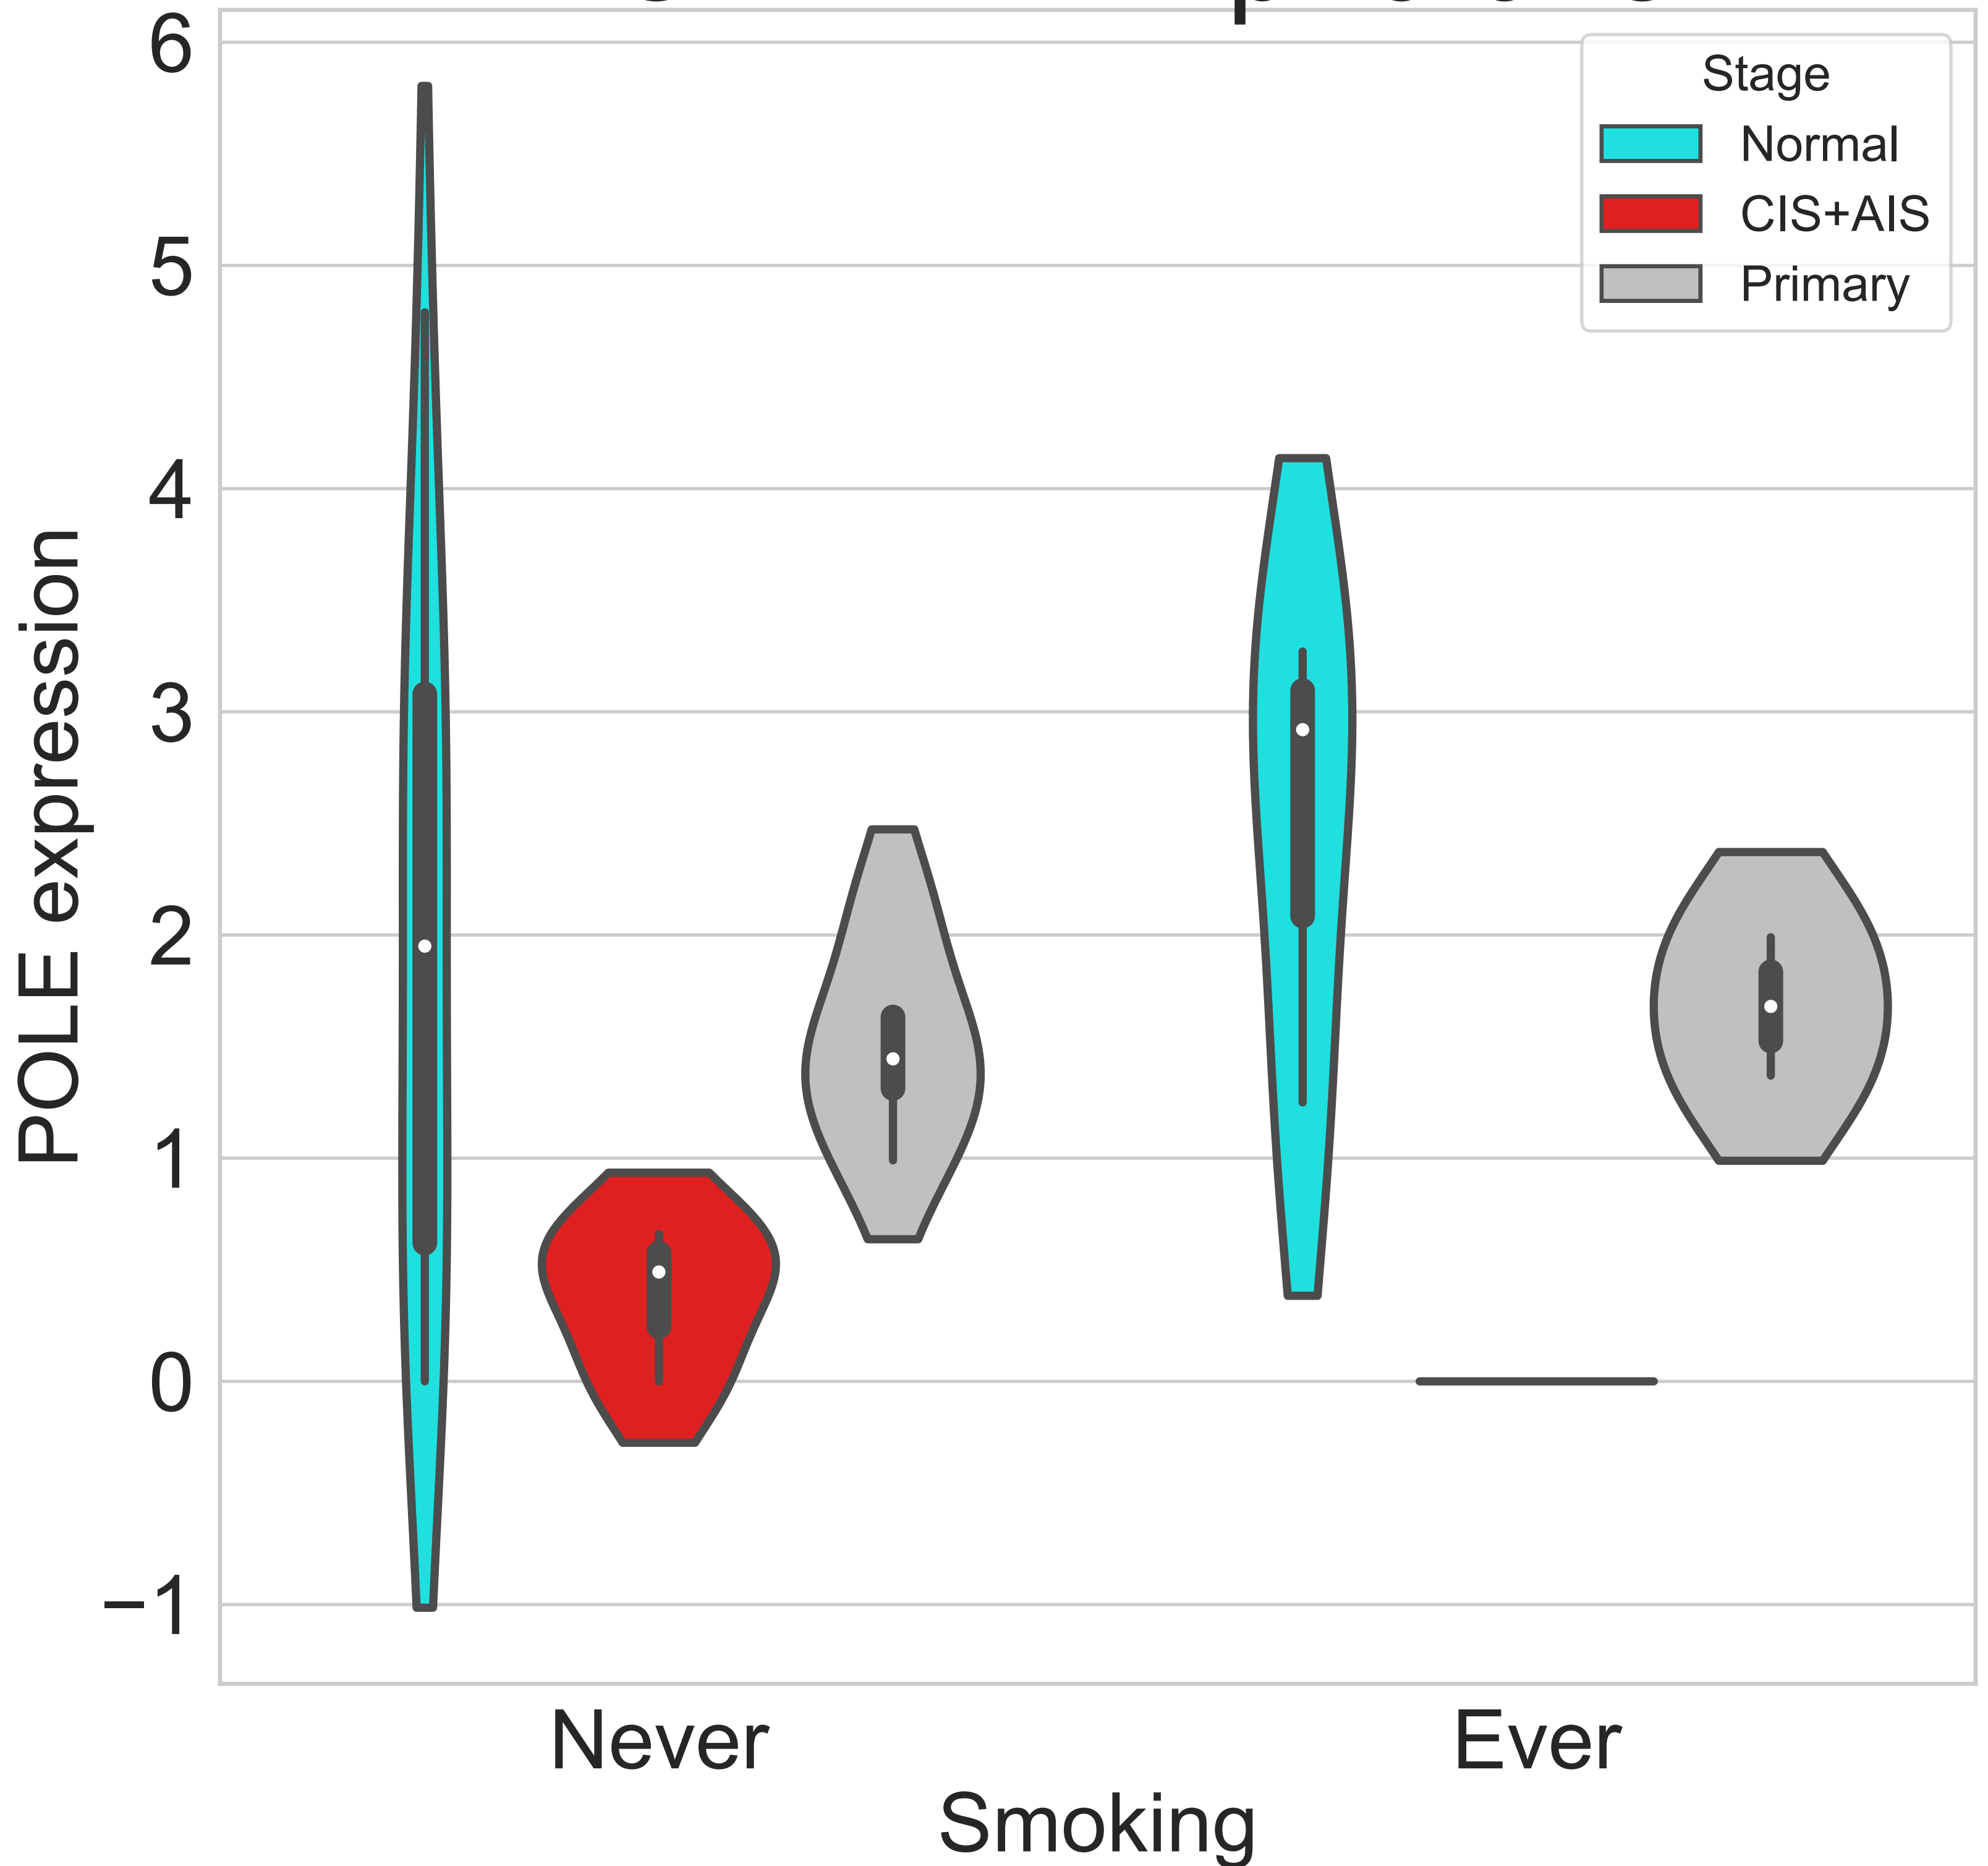 6
5
4
3
2
1
0
−1
POLE expression
Stage
Normal
CIS+AIS
Primary
Never
Ever
Smoking